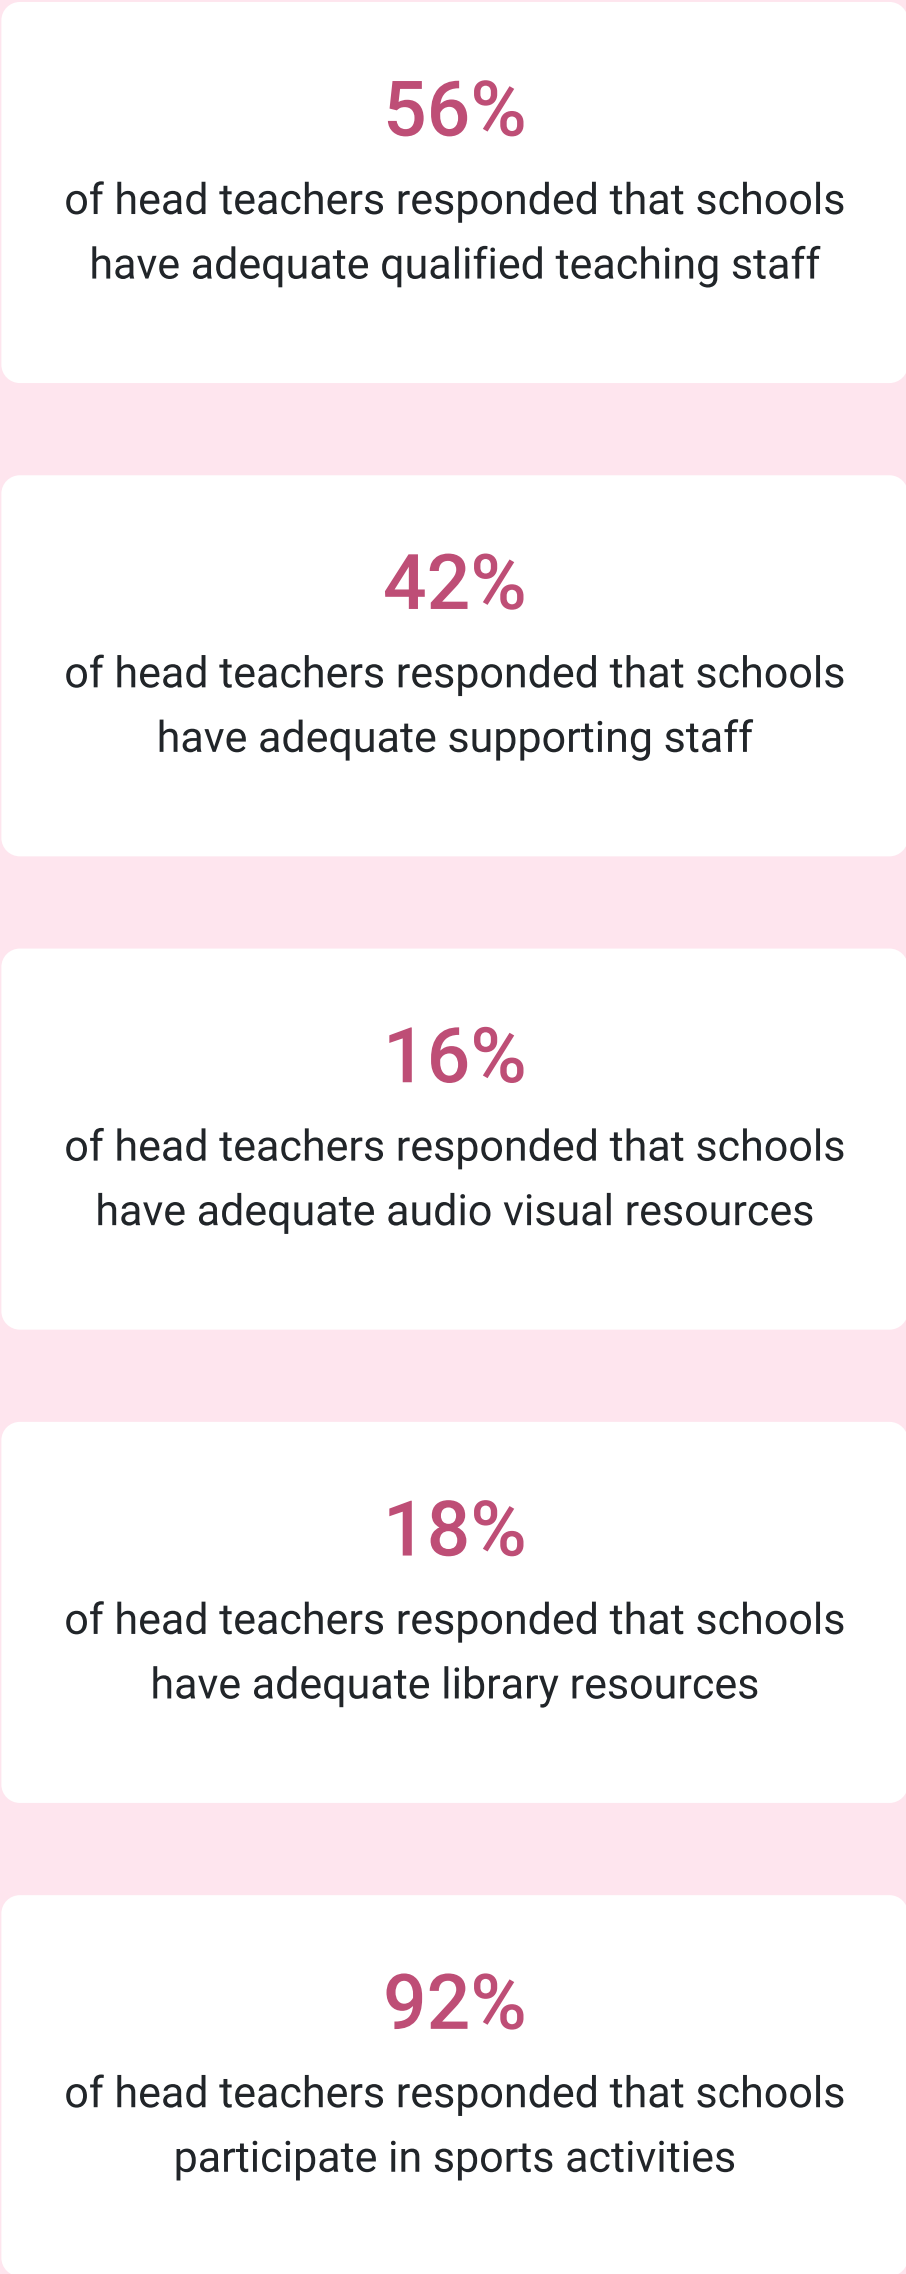 56%
of head teachers responded that schools
have adequate qualified teaching staff
42%
of head teachers responded that schools
have adequate supporting staff
16%
of head teachers responded that schools
have adequate audio visual resources
18%
of head teachers responded that schools
have adequate library resources
92%
of head teachers responded that schools
participate in sports activities